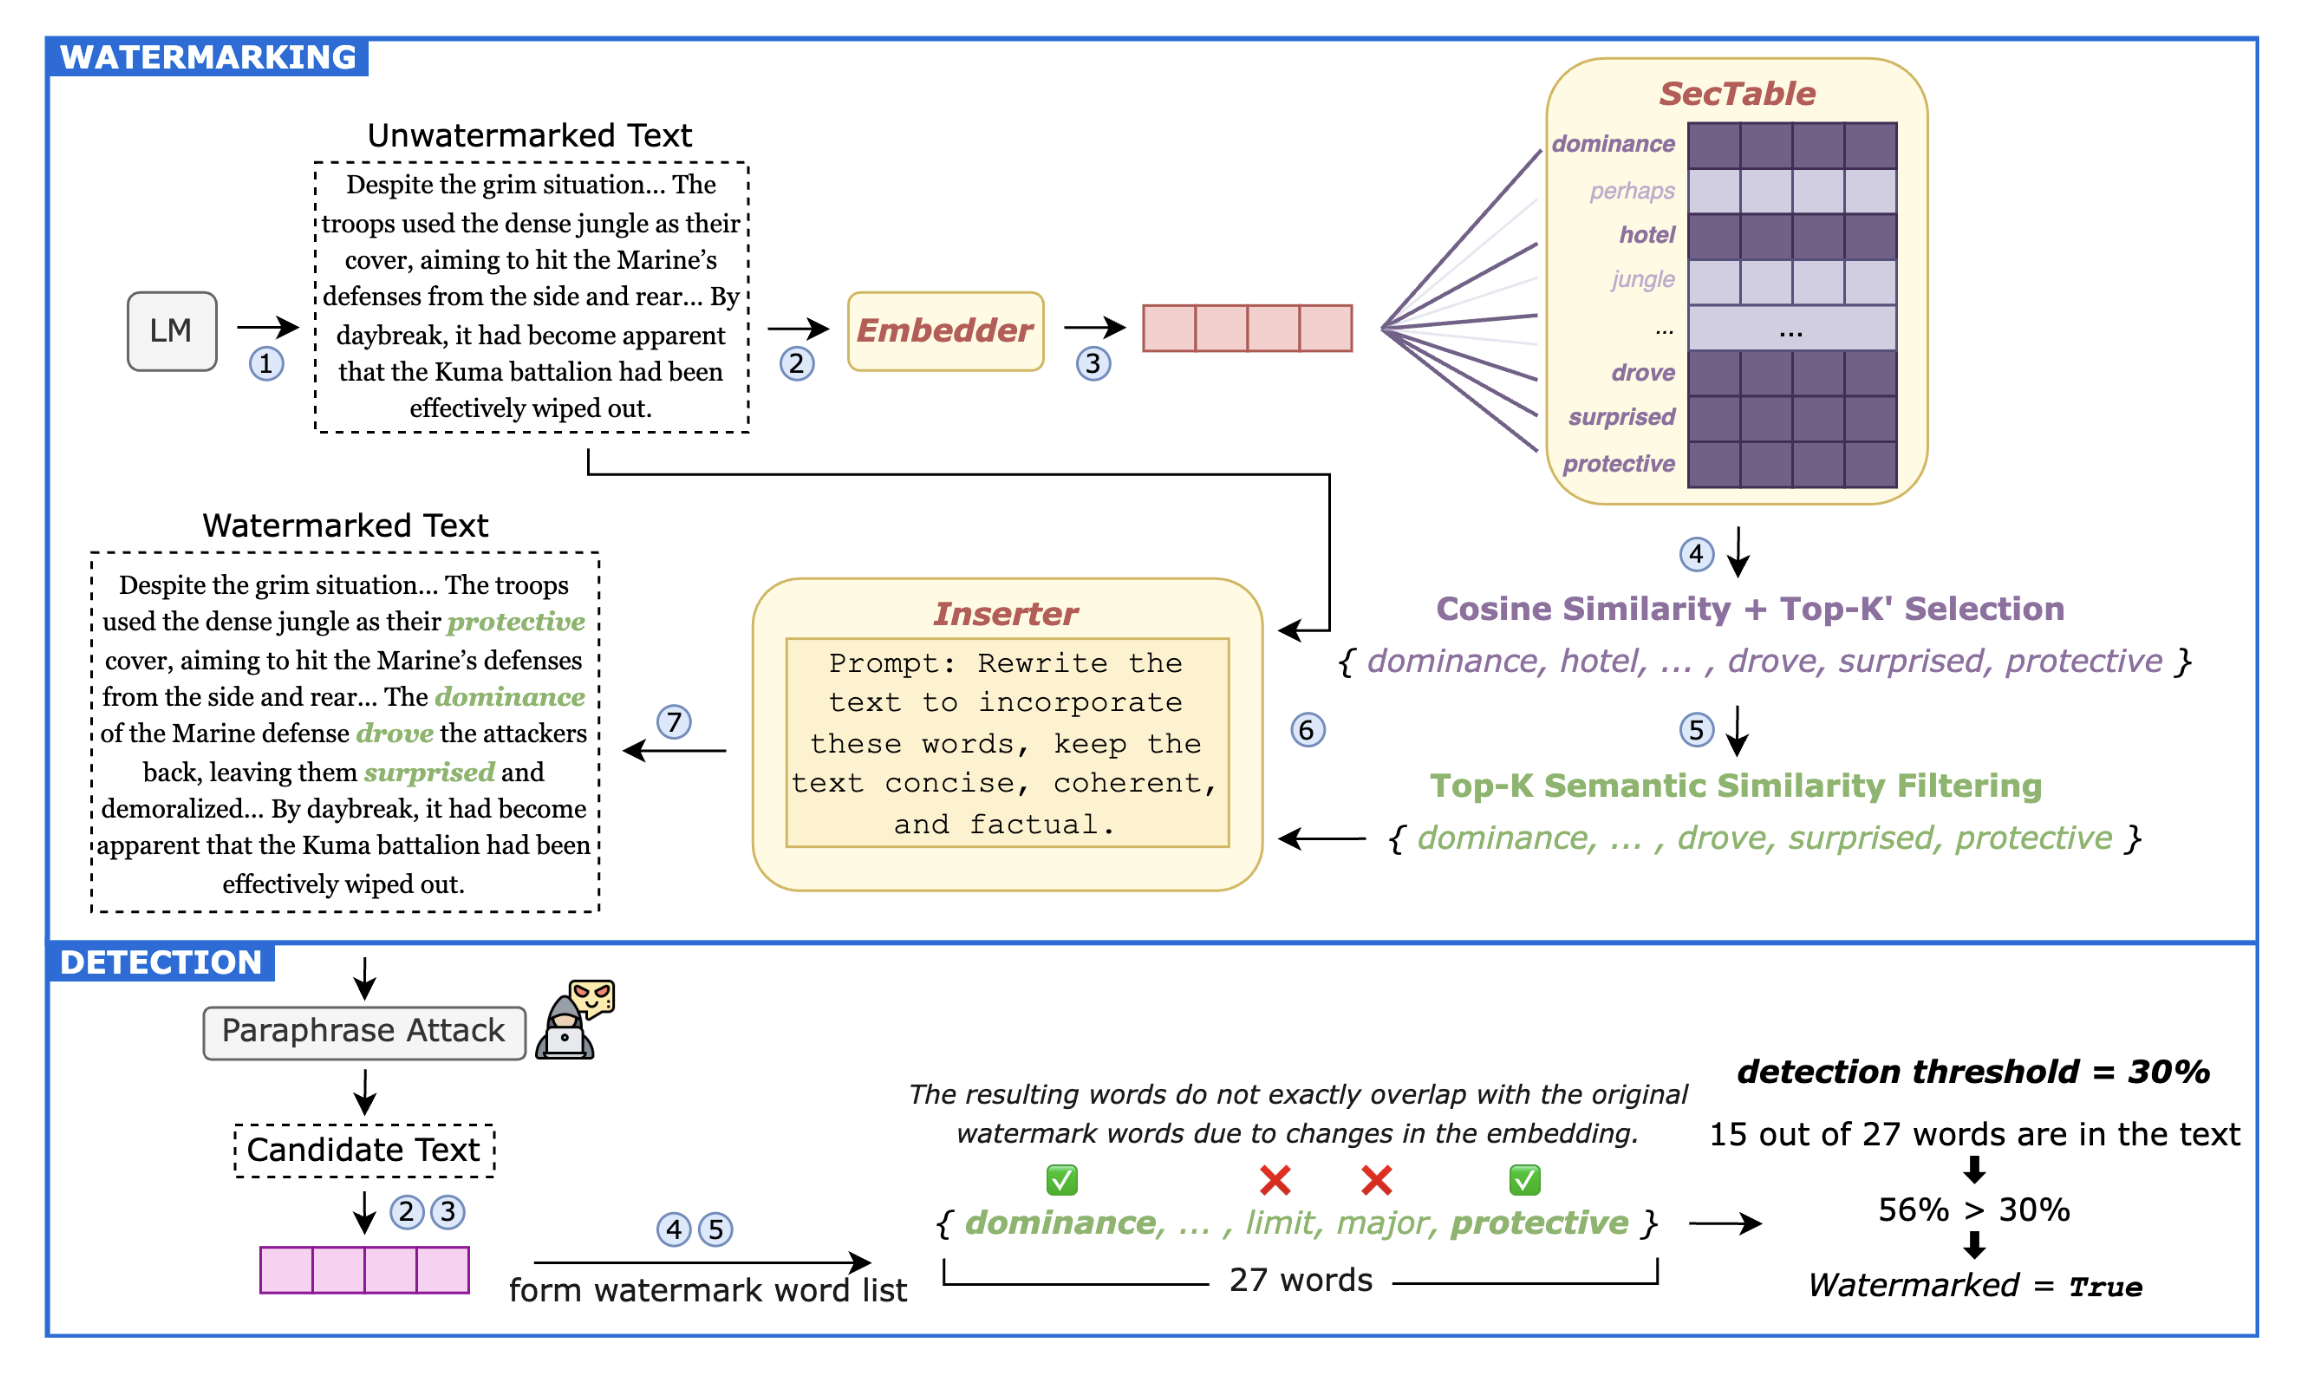 WATERMARKING
Unwatermarked Text
Despite the grim situation... The
troops used the dense jungle as their
cover, aiming to hit the Marine's
defenses from the side and rear... By
daybreak, it had become apparent
that the Kuma battalion had been
effectively wiped out.
LM
1
2
Embedder
3
SecTable
dominance
perhaps
hotel
jungle
... ...
drove
surprised
protective
4
Cosine Similarity + Top-K' Selection
{ dominance, hotel, ... , drove, surprised, protective }
5
Top-K Semantic Similarity Filtering
{ dominance, ... , drove, surprised, protective }
6
Inserter
Prompt: Rewrite the
text to incorporate
these words, keep the
text concise, coherent,
and factual.
7
Watermarked Text
Despite the grim situation... The troops
used the dense jungle as their protective
cover, aiming to hit the Marine's defenses
from the side and rear... The dominance
of the Marine defense drove the attackers
back, leaving them surprised and
demoralized... By daybreak, it had become
apparent that the Kuma battalion had been
effectively wiped out.
DETECTION
Paraphrase Attack
Candidate Text
2 3
4 5
form watermark word list
The resulting words do not exactly overlap with the original
watermark words due to changes in the embedding.
{ dominance, ... , limit, major, protective }
27 words
detection threshold = 30%
15 out of 27 words are in the text
56% > 30%
Watermarked = True